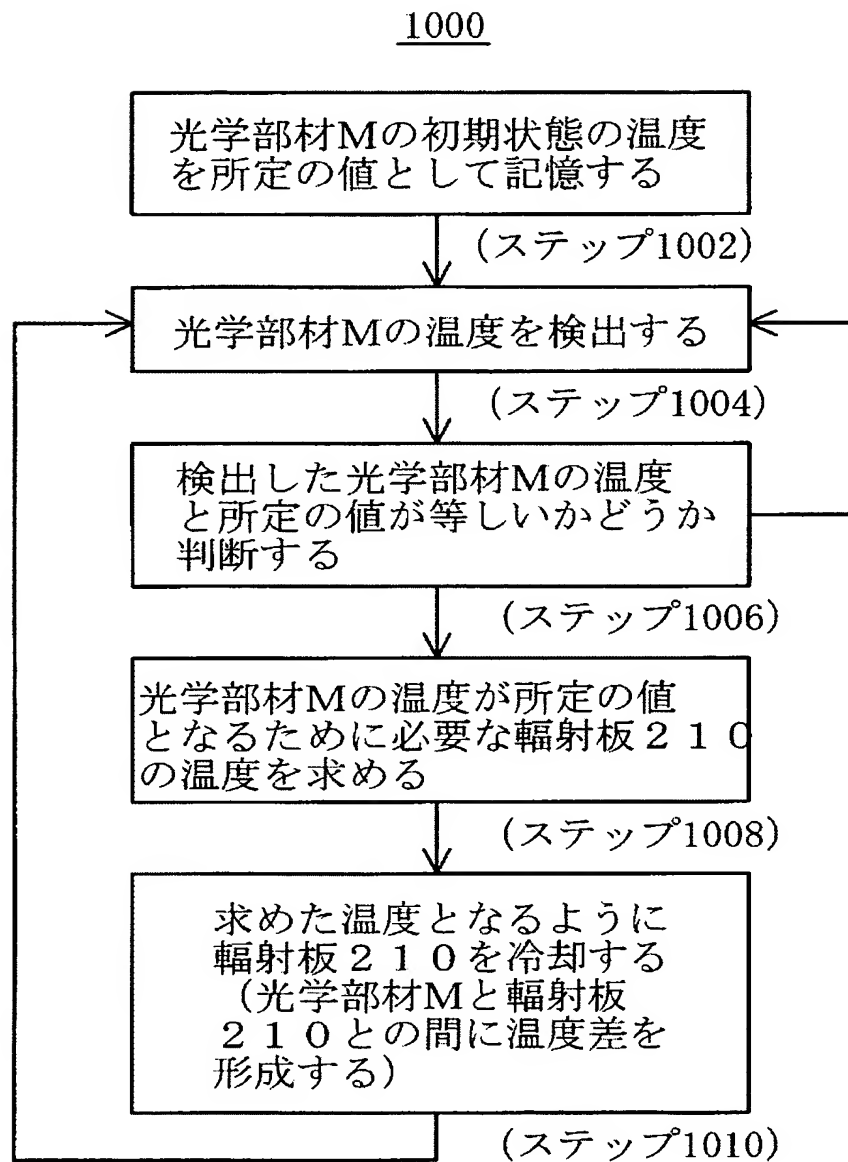 1000
光学部材Mの初期状態の温度
を所定の値として記憶する
(ステップ1002)
光学部材Mの温度を検出する
(ステップ1004)
検出した光学部材Mの温度
と所定の値が等しいかどうか
判断する
(ステップ1006)
光学部材Mの温度が所定の値
となるために必要な輻射板210
の温度を求める
(ステップ1008)
求めた温度となるように
輻射板210を冷却する
(光学部材Mと輻射板
210との間に温度差を
形成する)
(ステップ1010)